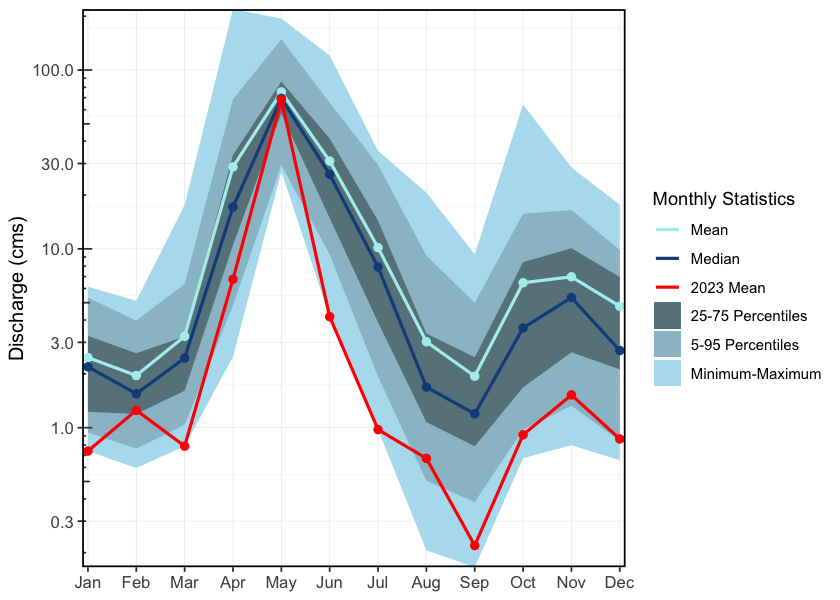 100.0
30.0
10.0
3.0
1.0
0.3
Discharge (cms)
Jan Feb Mar Apr May Jun Jul Aug Sep Oct Nov Dec
Monthly Statistics
Mean
Median
2023 Mean
25-75 Percentiles
5-95 Percentiles
Minimum-Maximum